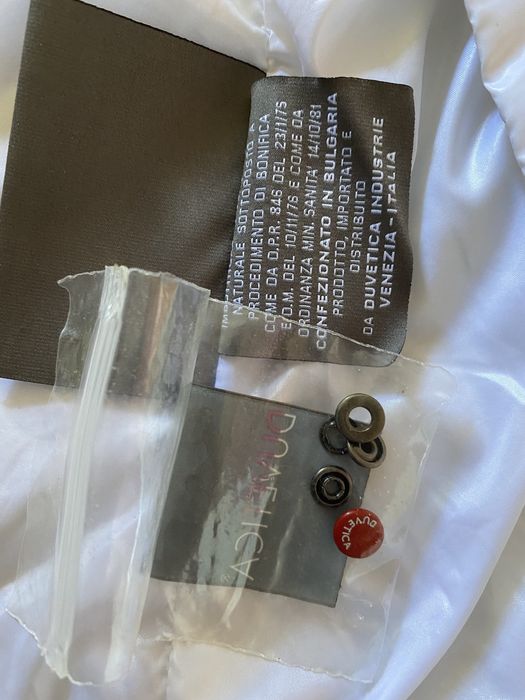 NATURALE SOTTOPOSTO A
PROCEDIMENTO DI BONIFICA
COME DA D.P.R. 846 DEL 23/11/75
E D.M. DEL 10/11/76 E COME DA
ORDINANZA MIN. SANITA' 14/10/81
CONFEZIONATO IN BULGARIA
PRODOTTO, IMPORTATO E
DISTRIBUITO
DA DUVETICA INDUSTRIE
VENEZIA - ITALIA
DUVETICA
DUVETICA